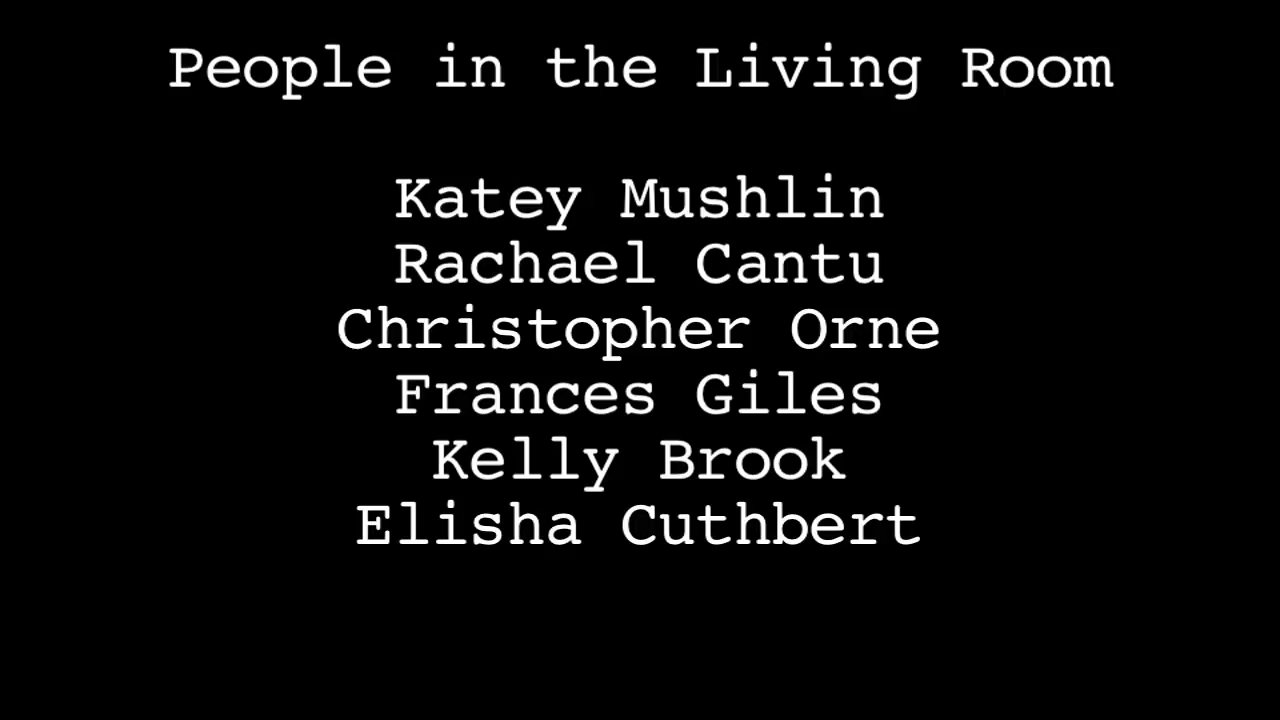 People in the Living Room
Katey Mushlin
Rachael Cantu
Christopher Orne
Frances Giles
Kelly Brook
Elisha Cuthbert